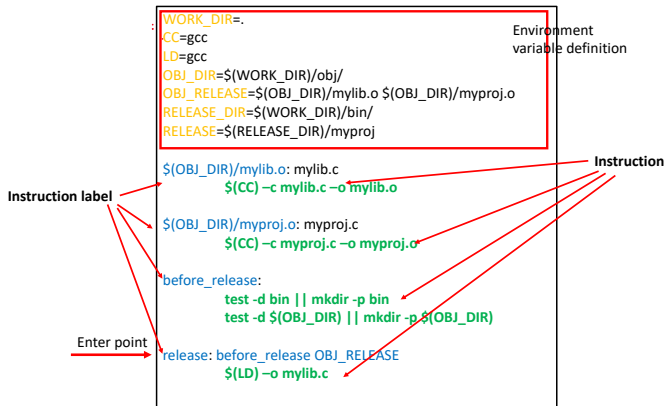 WORK_DIR=.
:
CC=gcc
LD=gcc
OBJ_DIR=$(WORK_DIR)/obj/
OBJ_RELEASE=$(OBJ_DIR)/mylib.o $(OBJ_DIR)/myproj.o
RELEASE_DIR=$(WORK_DIR)/bin/
RELEASE=$(RELEASE_DIR)/myproj
Environment
variable definition
$(OBJ_DIR)/mylib.o: mylib.c
$(CC) –c mylib.c –o mylib.o
Instruction
Instruction label
$(OBJ_DIR)/myproj.o: myproj.c
$(CC) –c myproj.c –o myproj.o
before_release:
test -d bin || mkdir -p bin
test -d $(OBJ_DIR) || mkdir -p $(OBJ_DIR)
Enter point
release: before_release OBJ_RELEASE
$(LD) –o mylib.c